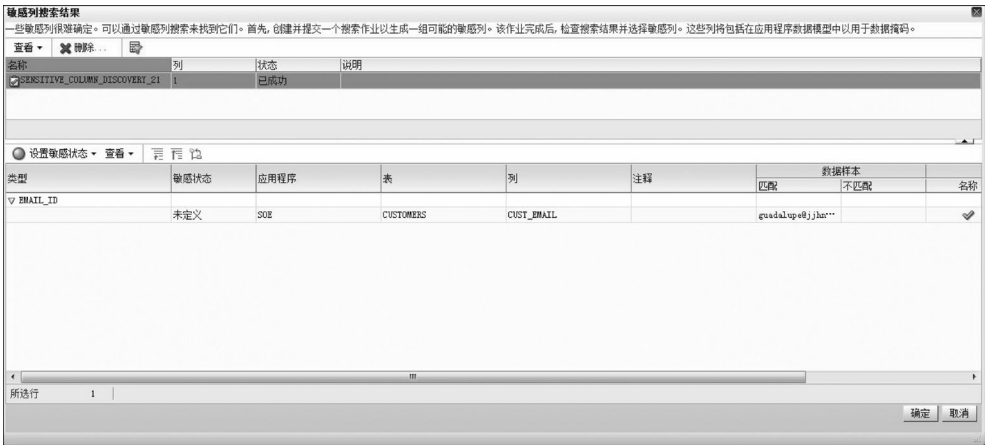 敏感列搜索结果
一些敏感列很难确定。可以通过敏感列搜索来找到它们。首先, 创建并提交一个搜索作业以生成一组可能的敏感列。该作业完成后, 检查搜索结果并选择敏感列。这些列将包括在应用程序数据模型中以用于数据掩码。
查看 删除...
名称 列 状态 说明
SENSITIVE_COLUMN_DISCOVERY_21 1 已成功
设置敏感状态 查看
类型 敏感状态 应用程序 表 列 注释 数据样本
匹配 不匹配 名称
EMAIL_ID
未定义 SOE CUSTOMERS CUST_EMAIL guadalupe@jjhn…
所选行 1
确定 取消